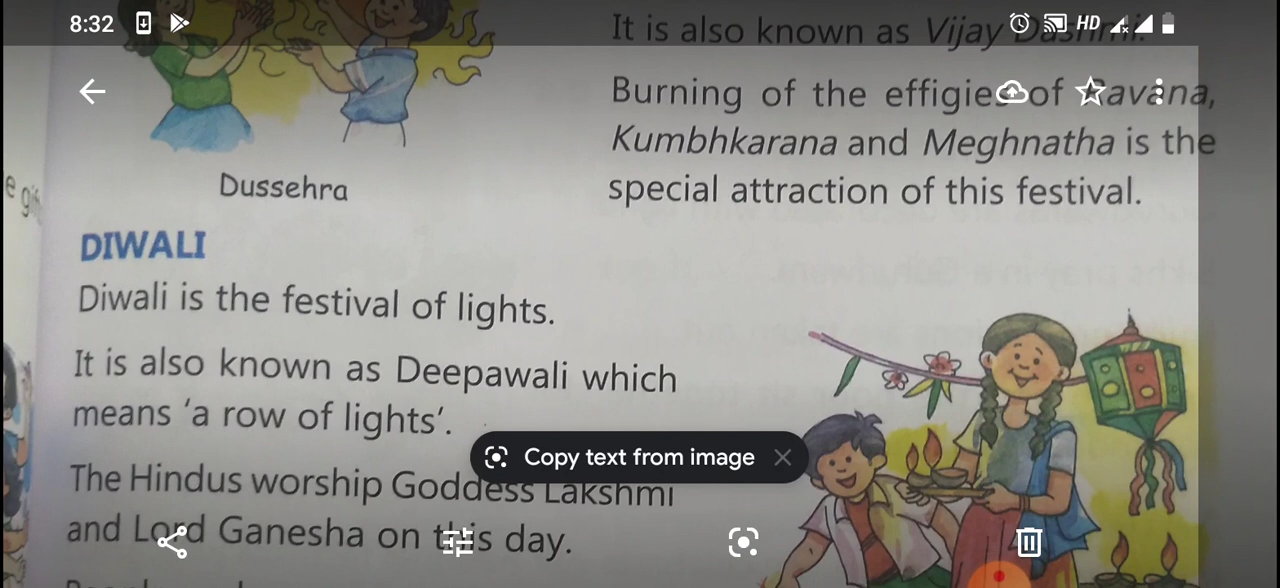 8:32
HD
It is also known as Vijay Dashmi.
Burning of the effigies of Ravana,
Kumbhkarana and Meghnatha is the
special attraction of this festival.
Dussehra
DIWALI
Diwali is the festival of lights.
It is also known as Deepawali which
means 'a row of lights'.
Copy text from image
The Hindus worship Goddess Lakshmi
and Lord Ganesha on this day.